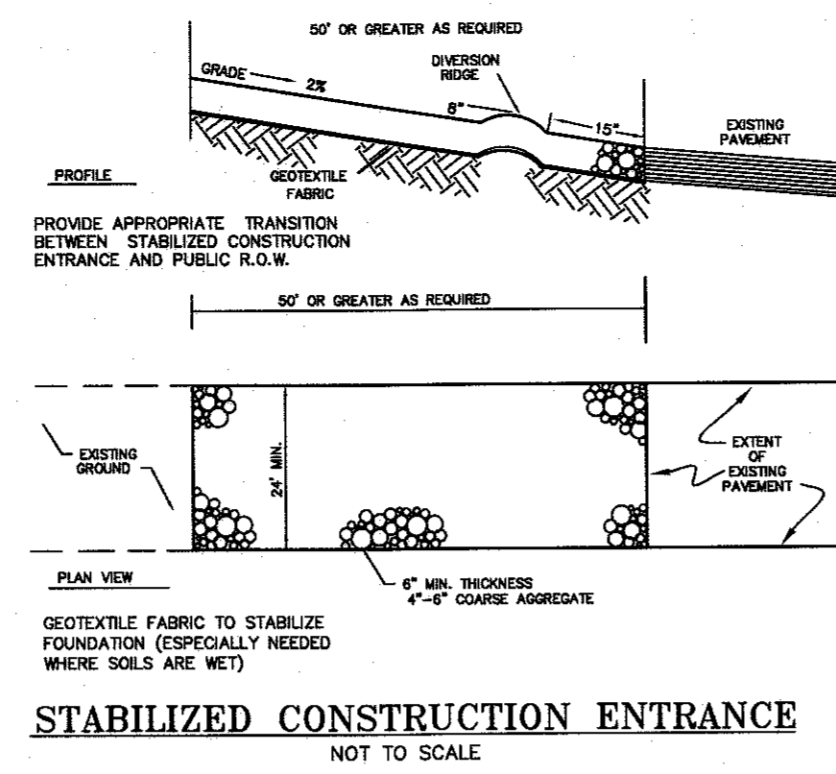 50' OR GREATER AS REQUIRED
DIVERSION
RIDGE
GRADE
2%
8"
15"
EXISTING
PAVEMENT
GEOTEXTILE
FABRIC
PROFILE
PROVIDE APPROPRIATE TRANSITION
BETWEEN STABILIZED CONSTRUCTION
ENTRANCE AND PUBLIC R.O.W.
50' OR GREATER AS REQUIRED
EXISTING
GROUND
24' MIN.
EXTENT
OF
EXISTING
PAVEMENT
PLAN VIEW
6" MIN. THICKNESS
4"-6" COARSE AGGREGATE
GEOTEXTILE FABRIC TO STABILIZE
FOUNDATION (ESPECIALLY NEEDED
WHERE SOILS ARE WET)
STABILIZED CONSTRUCTION ENTRANCE
NOT TO SCALE